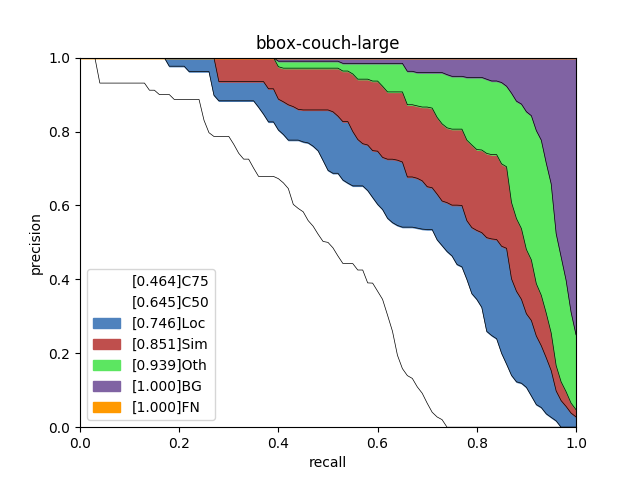 bbox-couch-large
precision
1.0
0.8
0.6
0.4
0.2
0.0
[0.464]C75
[0.645]C50
[0.746]Loc
[0.851]Sim
[0.939]Oth
[1.000]BG
[1.000]FN
0.0 0.2 0.4 0.6 0.8 1.0
recall